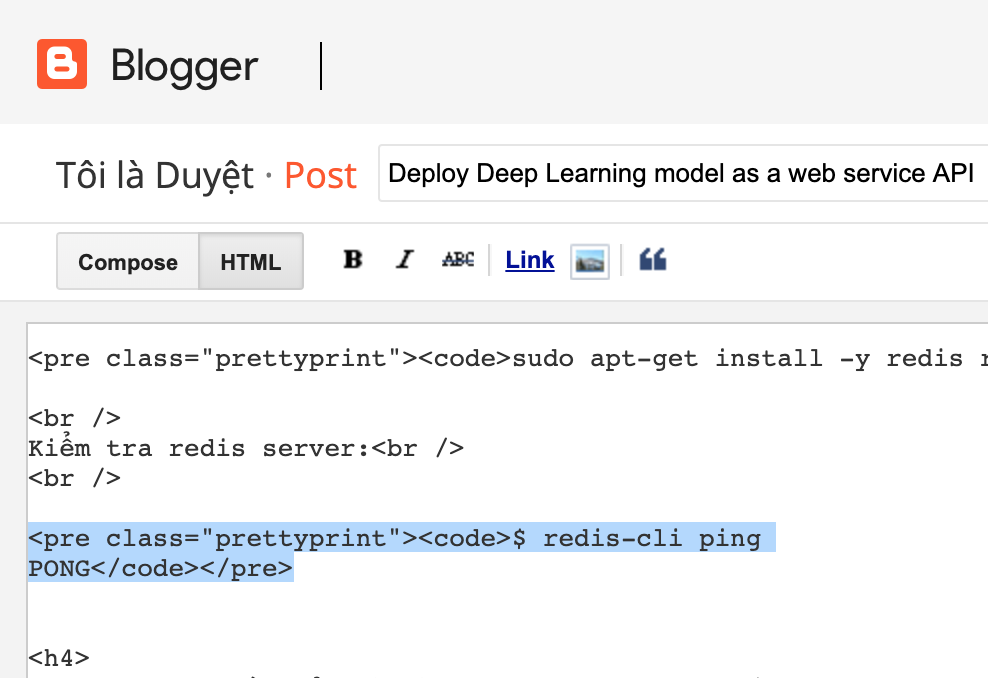 Blogger
Tôi là Duyệt · Post Deploy Deep Learning model as a web service API
Compose HTML B I ABC Link
<pre class="prettyprint"><code>sudo apt-get install -y redis
<br />
Kiểm tra redis server:<br />
<br />
<pre class="prettyprint"><code>$ redis-cli ping
PONG</code></pre>
<h4>